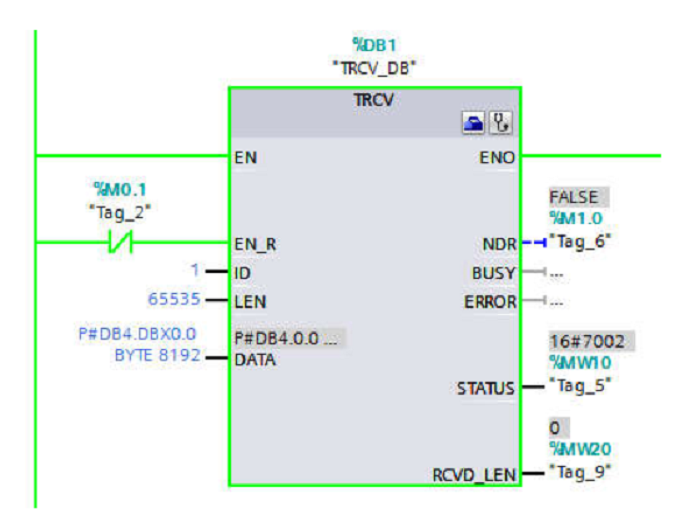 %DB1
"TRCV_DB"
TRCV
EN
ENO
%M0.1
"Tag_2"
EN_R
FALSE
%M1.0
NDR
"Tag_6"
1
ID
BUSY
...
65535
LEN
ERROR
...
P#DB4.DBX0.0
BYTE 8192
P#DB4.0.0 ...
DATA
16#7002
%MW10
STATUS
"Tag_5"
0
%MW20
RCVD_LEN
"Tag_9"